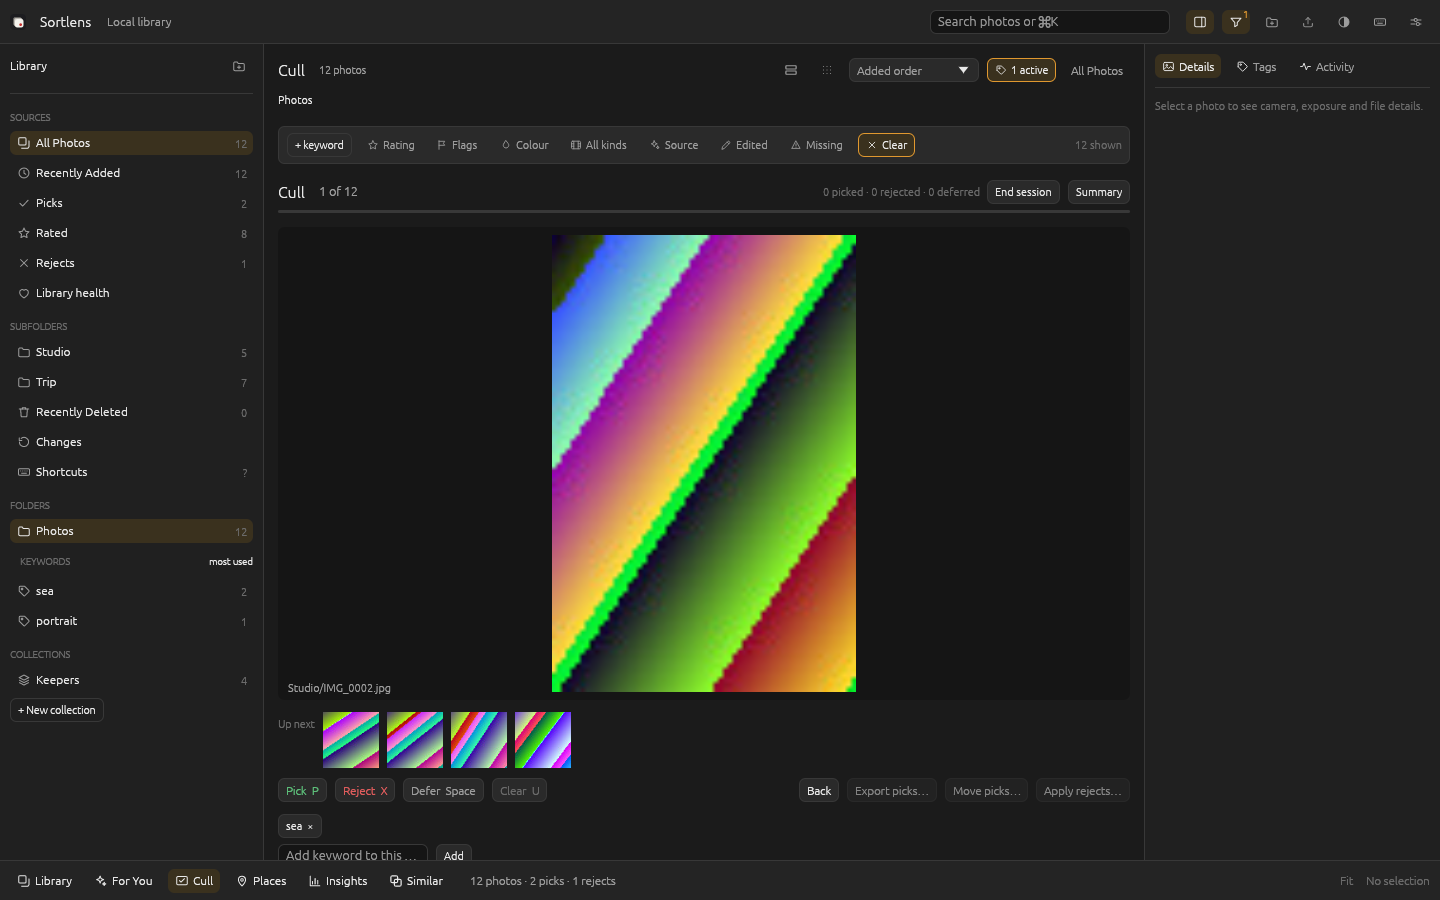 Sortlens Local library
Search photos or ⌘K
1
Library
SOURCES
All Photos 12
Recently Added 12
Picks 2
Rated 8
Rejects 1
Library health
SUBFOLDERS
Studio 5
Trip 7
Recently Deleted 0
Changes
Shortcuts ?
FOLDERS
Photos 12
KEYWORDS most used
sea 2
portrait 1
COLLECTIONS
Keepers 4
+ New collection
Cull 12 photos
Added order
1 active
All Photos
Photos
+ keyword Rating Flags Colour All kinds Source Edited Missing Clear 12 shown
Cull 1 of 12
0 picked · 0 rejected · 0 deferred End session Summary
Studio/IMG_0002.jpg
Up next
Pick P Reject X Defer Space Clear U Back Export picks... Move picks... Apply rejects...
sea ×
Add keyword to this ... Add
Details Tags Activity
Select a photo to see camera, exposure and file details.
Library For You Cull Places Insights Similar 12 photos · 2 picks · 1 rejects Fit No selection